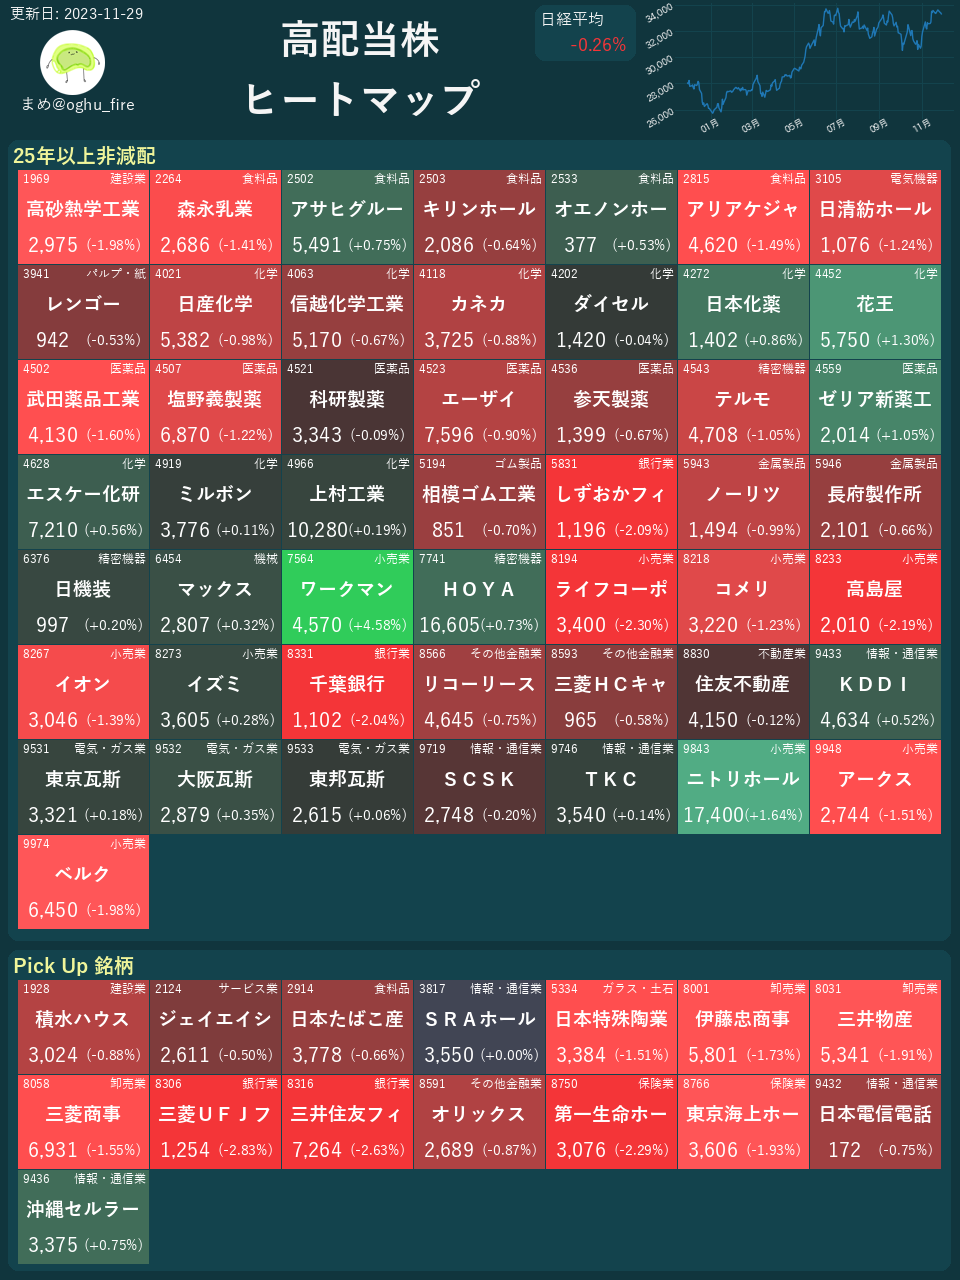 更新日: 2023-11-29
まめ@oghu_fire
高配当株
ヒートマップ
日経平均
-0.26%
34,000
32,000
30,000
28,000
26,000
01月 03月 05月 07月 09月 11月
25年以上非減配
1969 建設業 2264 食料品 2502 食料品 2503 食料品 2533 食料品 2815 食料品 3105 電気機器
高砂熱学工業 森永乳業 アサヒグルー キリンホール オエノンホー アリアケジャ 日清紡ホール
2,975 (-1.98%) 2,686 (-1.41%) 5,491 (+0.75%) 2,086 (-0.64%) 377 (+0.53%) 4,620 (-1.49%) 1,076 (-1.24%)
3941 パルプ・紙 4021 化学 4063 化学 4118 化学 4202 化学 4272 化学 4452 化学
レンゴー 日産化学 信越化学工業 カネカ ダイセル 日本化薬 花王
942 (-0.53%) 5,382 (-0.98%) 5,170 (-0.67%) 3,725 (-0.88%) 1,420 (-0.04%) 1,402 (+0.86%) 5,750 (+1.30%)
4502 医薬品 4507 医薬品 4521 医薬品 4523 医薬品 4536 医薬品 4543 精密機器 4559 医薬品
武田薬品工業 塩野義製薬 科研製薬 エーザイ 参天製薬 テルモ ゼリア新薬工
4,130 (-1.60%) 6,870 (-1.22%) 3,343 (-0.09%) 7,596 (-0.90%) 1,399 (-0.67%) 4,708 (-1.05%) 2,014 (+1.05%)
4628 化学 4919 化学 4966 化学 5194 ゴム製品 5831 銀行業 5943 金属製品 5946 金属製品
エスケー化研 ミルボン 上村工業 相模ゴム工業 しずおかフィ ノーリツ 長府製作所
7,210 (+0.56%) 3,776 (+0.11%) 10,280(+0.19%) 851 (-0.70%) 1,196 (-2.09%) 1,494 (-0.99%) 2,101 (-0.66%)
6376 精密機器 6454 機械 7564 小売業 7741 精密機器 8194 小売業 8218 小売業 8233 小売業
日機装 マックス ワークマン ＨＯＹＡ ライフコーポ コメリ 高島屋
997 (+0.20%) 2,807 (+0.32%) 4,570 (+4.58%) 16,605(+0.73%) 3,400 (-2.30%) 3,220 (-1.23%) 2,010 (-2.19%)
8267 小売業 8273 小売業 8331 銀行業 8566 その他金融業 8593 その他金融業 8830 不動産業 9433 情報・通信業
イオン イズミ 千葉銀行 リコーリース 三菱ＨＣキャ 住友不動産 ＫＤＤＩ
3,046 (-1.39%) 3,605 (+0.28%) 1,102 (-2.04%) 4,645 (-0.75%) 965 (-0.58%) 4,150 (-0.12%) 4,634 (+0.52%)
9531 電気・ガス業 9532 電気・ガス業 9533 電気・ガス業 9719 情報・通信業 9746 情報・通信業 9843 小売業 9948 小売業
東京瓦斯 大阪瓦斯 東邦瓦斯 ＳＣＳＫ ＴＫＣ ニトリホール アークス
3,321 (+0.18%) 2,879 (+0.35%) 2,615 (+0.06%) 2,748 (-0.20%) 3,540 (+0.14%) 17,400(+1.64%) 2,744 (-1.51%)
9974 小売業
ベルク
6,450 (-1.98%)
Pick Up 銘柄
1928 建設業 2124 サービス業 2914 食料品 3817 情報・通信業 5334 ガラス・土石 8001 卸売業 8031 卸売業
積水ハウス ジェイエイシ 日本たばこ産 ＳＲＡホール 日本特殊陶業 伊藤忠商事 三井物産
3,024 (-0.88%) 2,611 (-0.50%) 3,778 (-0.66%) 3,550 (+0.00%) 3,384 (-1.51%) 5,801 (-1.73%) 5,341 (-1.91%)
8058 卸売業 8306 銀行業 8316 銀行業 8591 その他金融業 8750 保険業 8766 保険業 9432 情報・通信業
三菱商事 三菱ＵＦＪフ 三井住友フィ オリックス 第一生命ホー 東京海上ホー 日本電信電話
6,931 (-1.55%) 1,254 (-2.83%) 7,264 (-2.63%) 2,689 (-0.87%) 3,076 (-2.29%) 3,606 (-1.93%) 172 (-0.75%)
9436 情報・通信業
沖縄セルラー
3,375 (+0.75%)